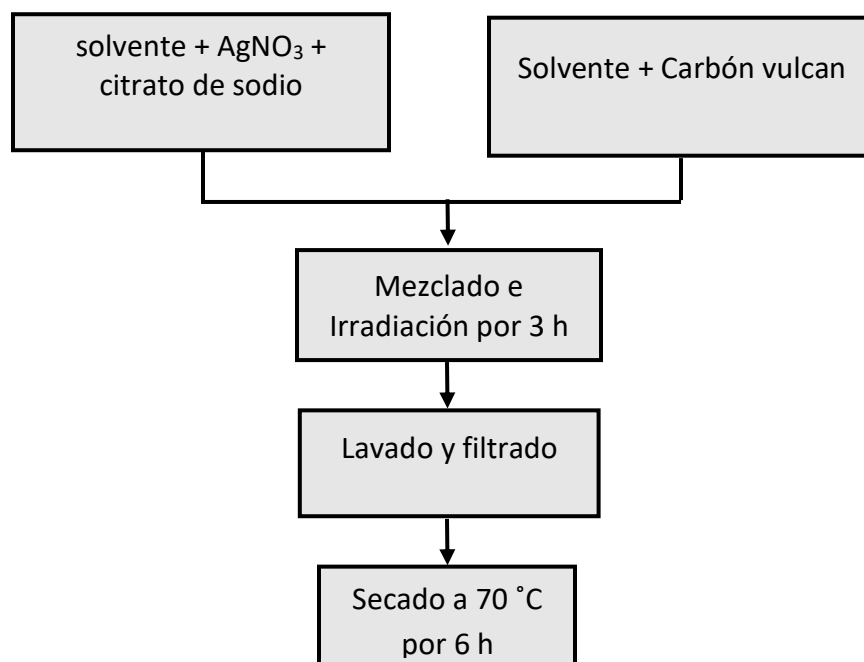 solvente + AgNO₃ +
citrato de sodio
Solvente + Carbón vulcan
Mezclado e
Irradiación por 3 h
Lavado y filtrado
Secado a 70 ˚C
por 6 h